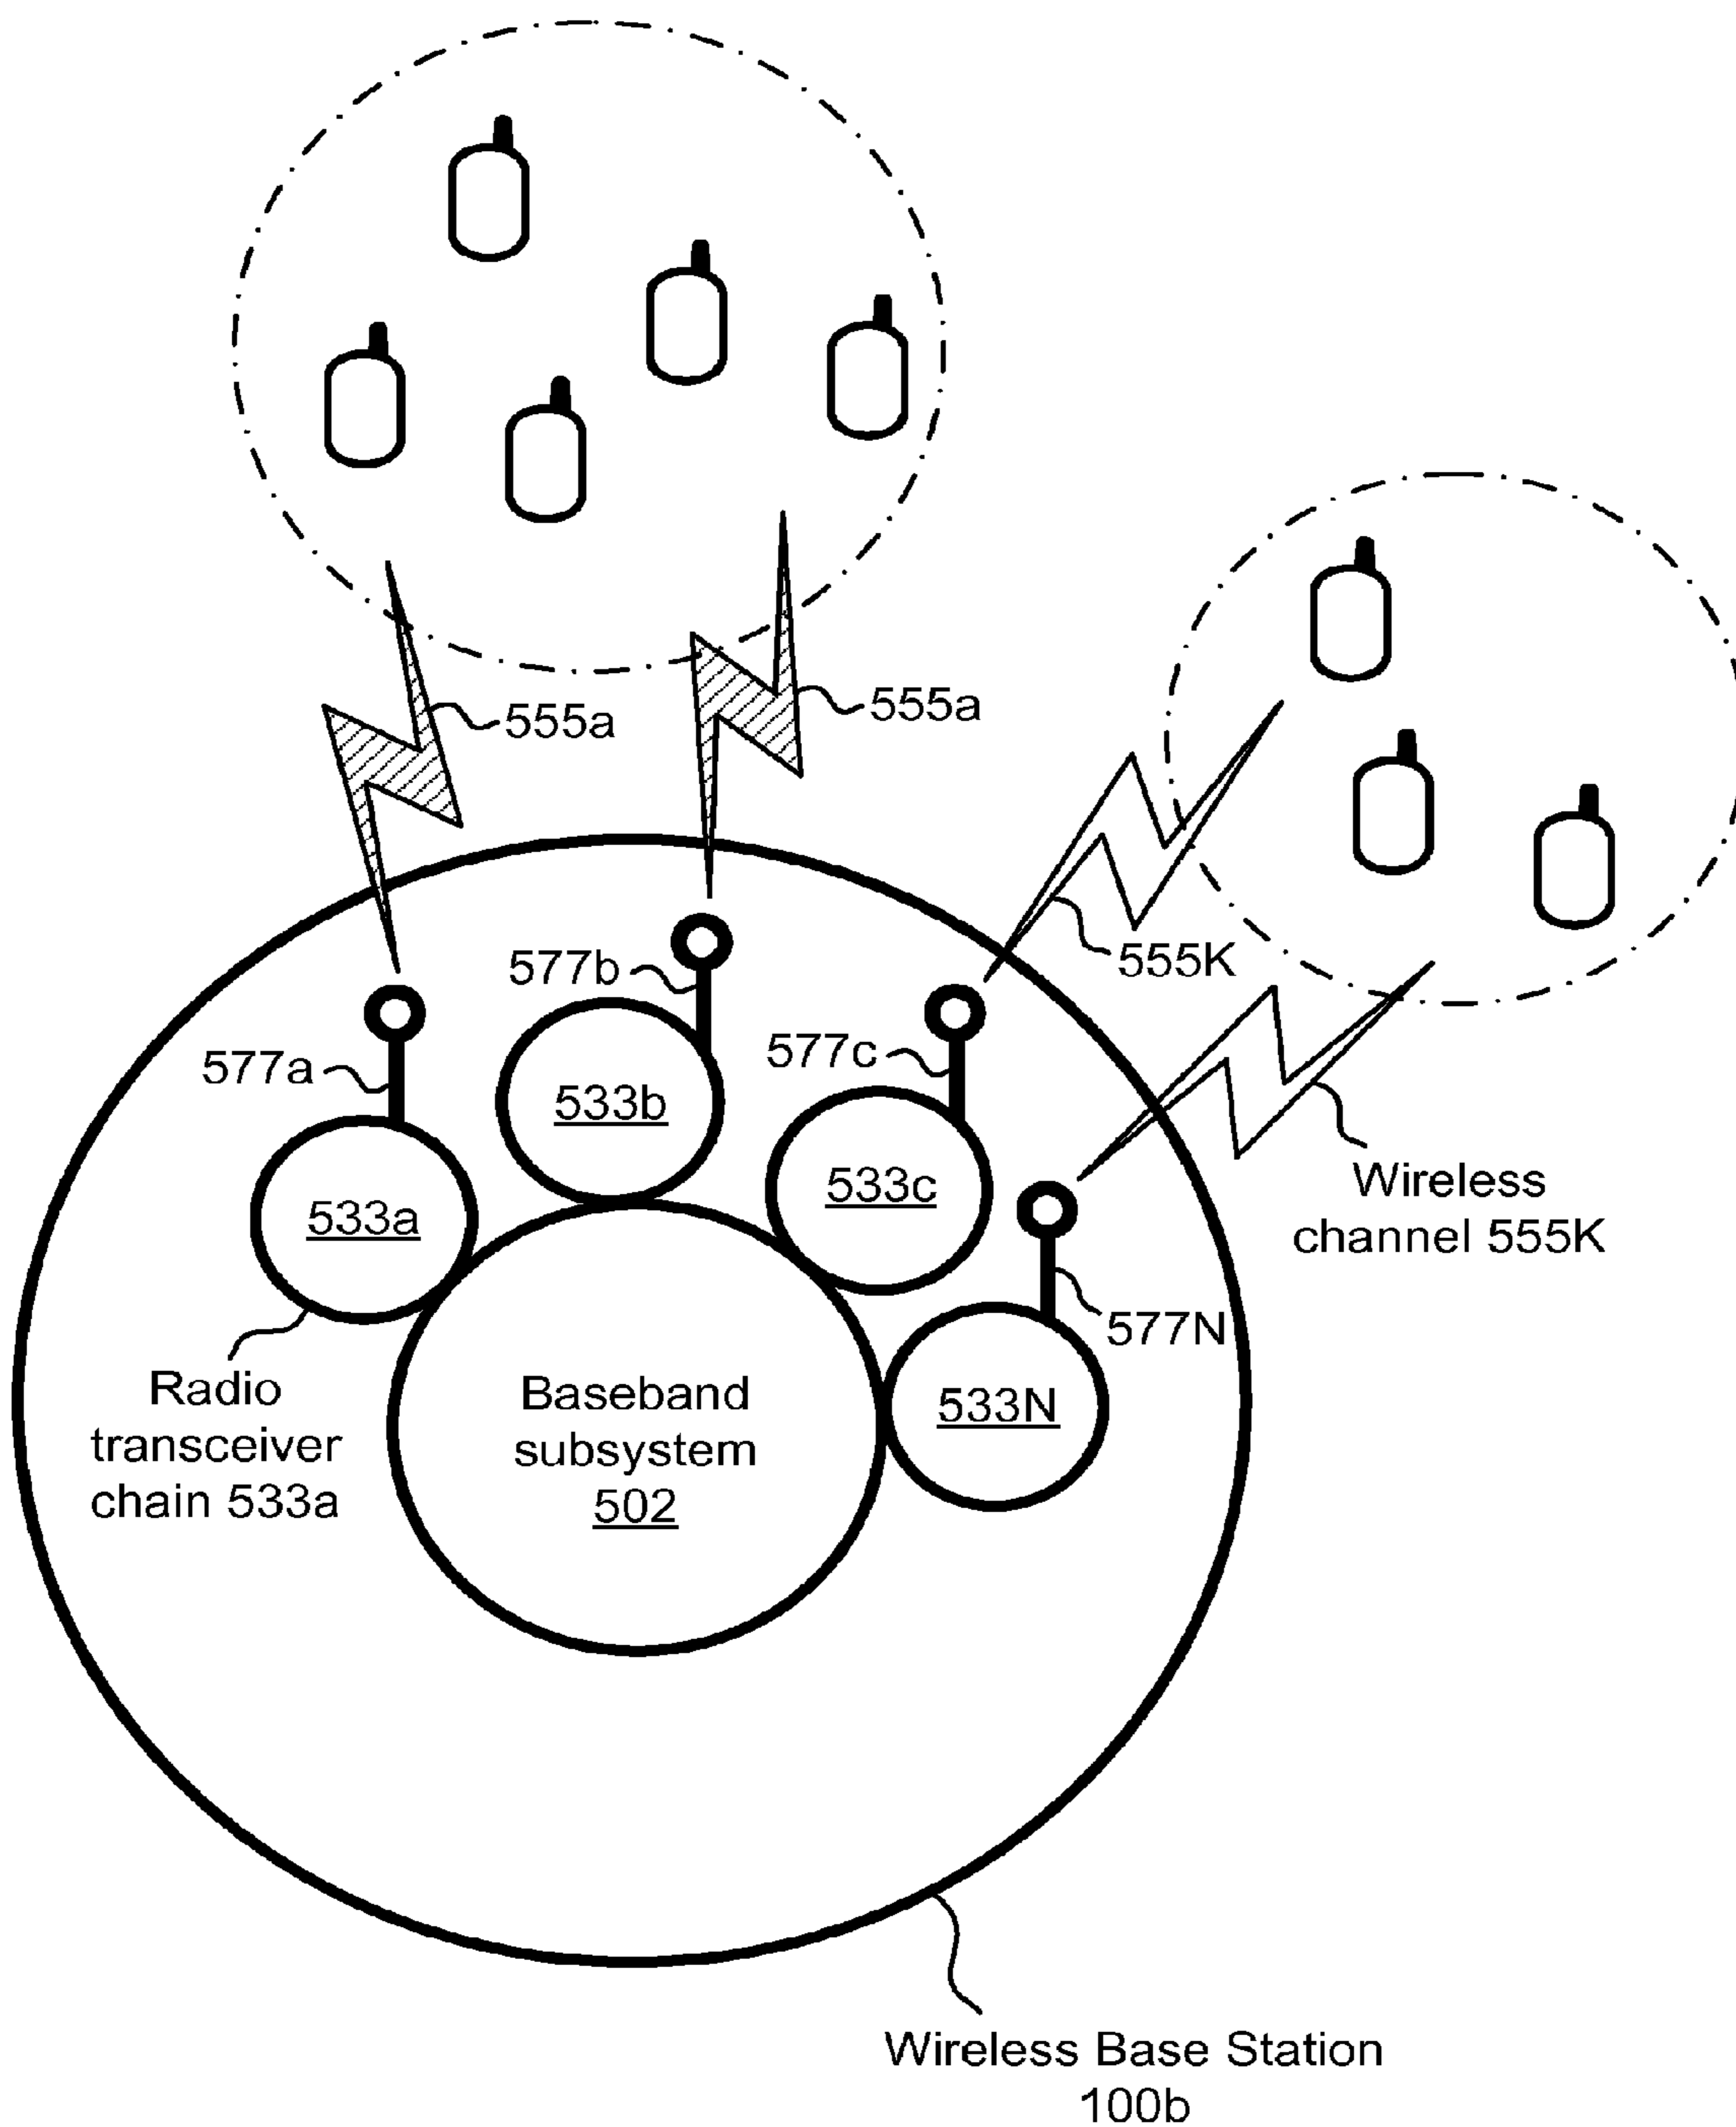 555a
555a
555K
577b
577a
577c
533b
533c
533a
Wireless
channel 555K
577N
Radio
transceiver
chain 533a
Baseband
subsystem
502
533N
Wireless Base Station
100b